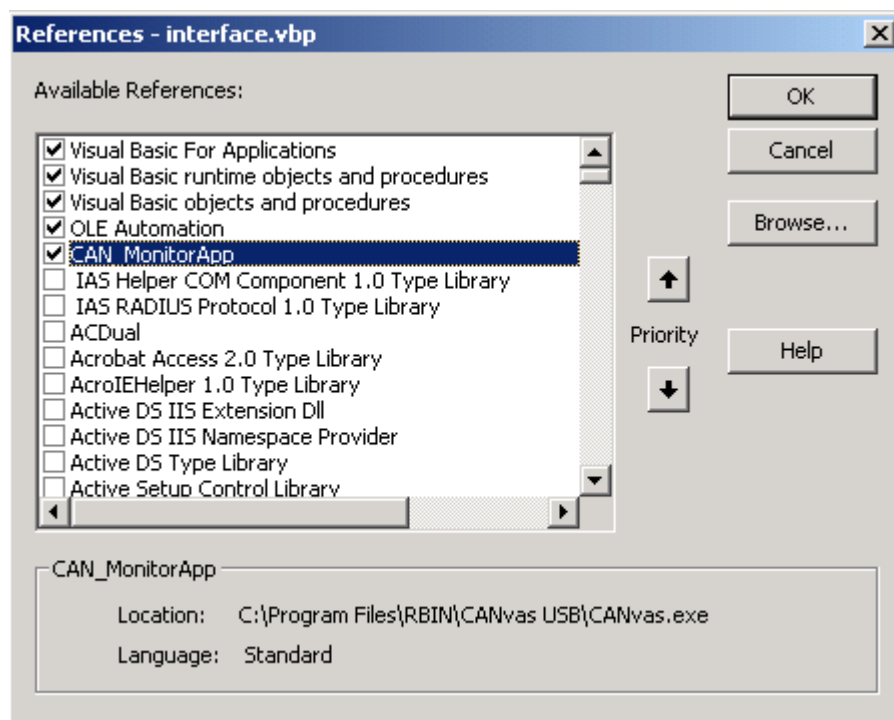 References - interface.vbp
Available References:
Visual Basic For Applications
Visual Basic runtime objects and procedures
Visual Basic objects and procedures
OLE Automation
CAN_MonitorApp
IAS Helper COM Component 1.0 Type Library
IAS RADIUS Protocol 1.0 Type Library
ACDual
Acrobat Access 2.0 Type Library
AcroIEHelper 1.0 Type Library
Active DS IIS Extension Dll
Active DS IIS Namespace Provider
Active DS Type Library
Active Setup Control Library
OK
Cancel
Browse...
Priority
Help
CAN_MonitorApp
Location: C:\Program Files\RBIN\CANvas USB\CANvas.exe
Language: Standard